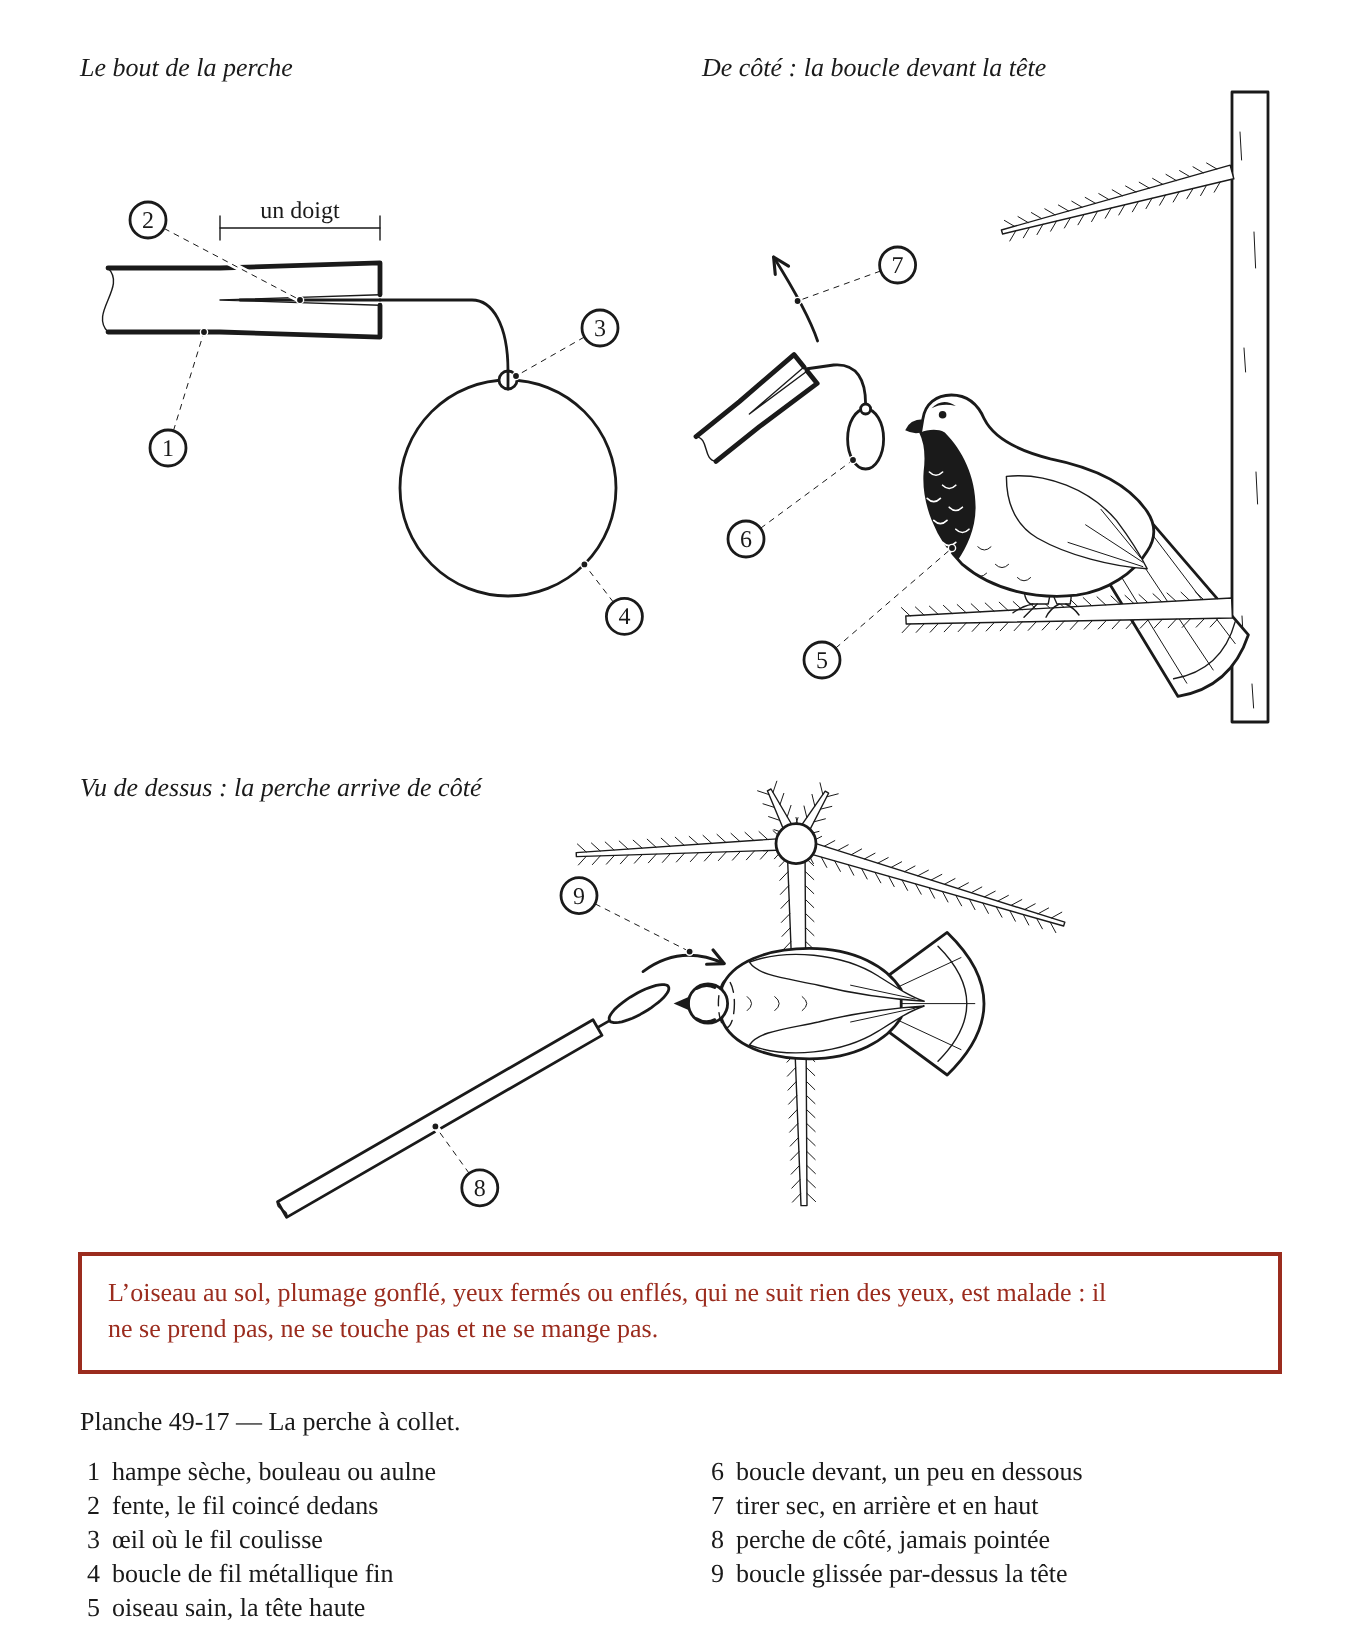 Le bout de la perche
De côté : la boucle devant la tête
un doigt
2
7
3
1
6
4
5
Vu de dessus : la perche arrive de côté
9
8
L’oiseau au sol, plumage gonflé, yeux fermés ou enflés, qui ne suit rien des yeux, est malade : il
ne se prend pas, ne se touche pas et ne se mange pas.
Planche 49-17 — La perche à collet.
1 hampe sèche, bouleau ou aulne
2 fente, le fil coincé dedans
3 œil où le fil coulisse
4 boucle de fil métallique fin
5 oiseau sain, la tête haute
6 boucle devant, un peu en dessous
7 tirer sec, en arrière et en haut
8 perche de côté, jamais pointée
9 boucle glissée par-dessus la tête